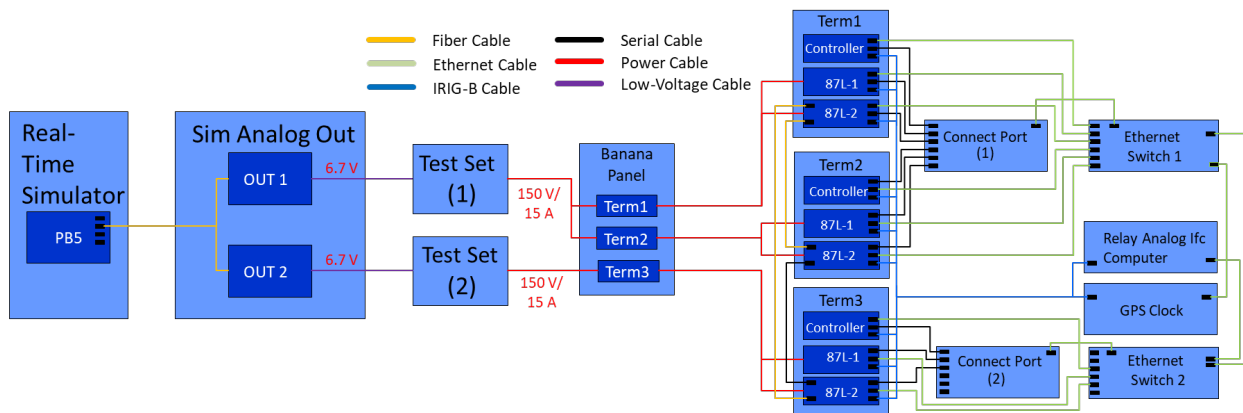 Fiber Cable
Ethernet Cable
IRIG-B Cable
Serial Cable
Power Cable
Low-Voltage Cable
Real-
Time
Simulator
PB5
Sim Analog Out
OUT 1
OUT 2
6.7 V
6.7 V
Test Set
(1)
Test Set
(2)
150 V/
15 A
150 V/
15 A
Banana
Panel
Term1
Term2
Term3
Term1
Controller
87L-1
87L-2
Term2
Controller
87L-1
87L-2
Term3
Controller
87L-1
87L-2
Connect Port
(1)
Connect Port
(2)
Ethernet
Switch 1
Relay Analog Ifc
Computer
GPS Clock
Ethernet
Switch 2